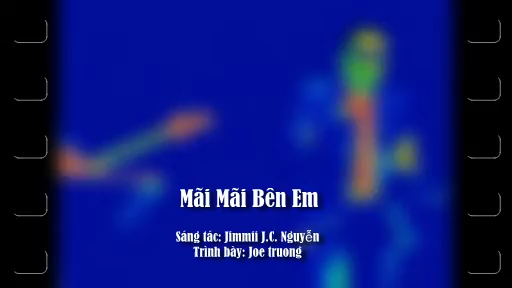 Mãi Mãi Bên Em
Sáng tác: Jimmii J.C. Nguyễn
Trình bày: Joe truong